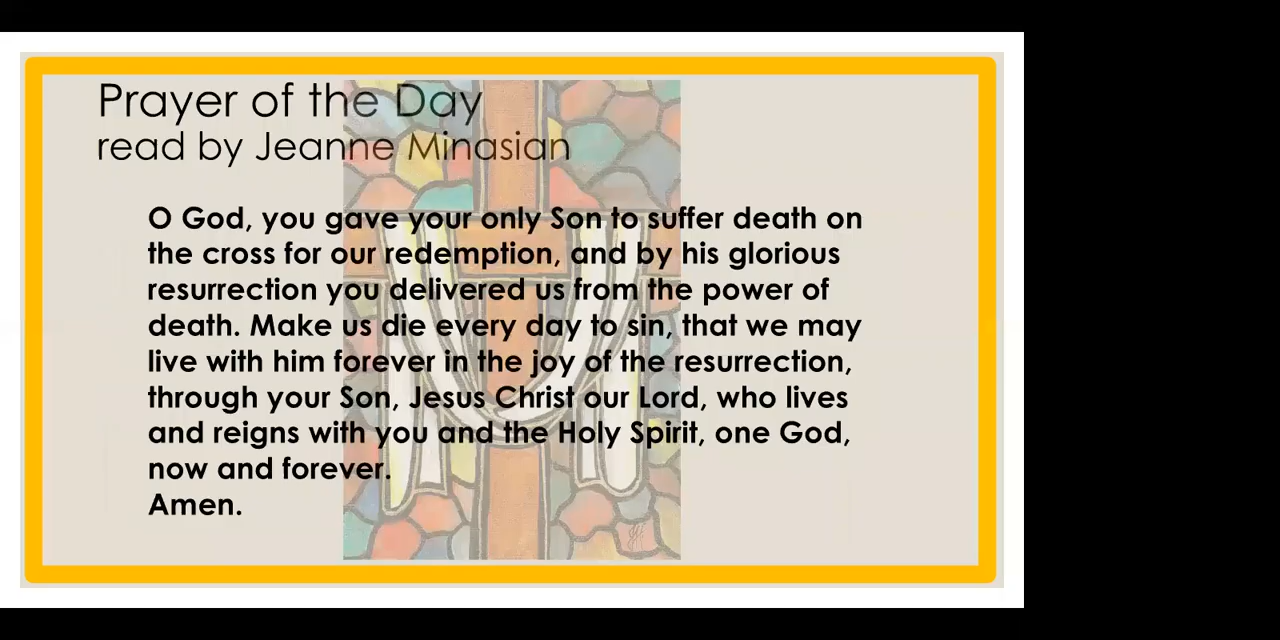 Prayer of the Day
read by Jeanne Minasian
O God, you gave your only Son to suffer death on
the cross for our redemption, and by his glorious
resurrection you delivered us from the power of
death. Make us die every day to sin, that we may
live with him forever in the joy of the resurrection,
through your Son, Jesus Christ our Lord, who lives
and reigns with you and the Holy Spirit, one God,
now and forever.
Amen.